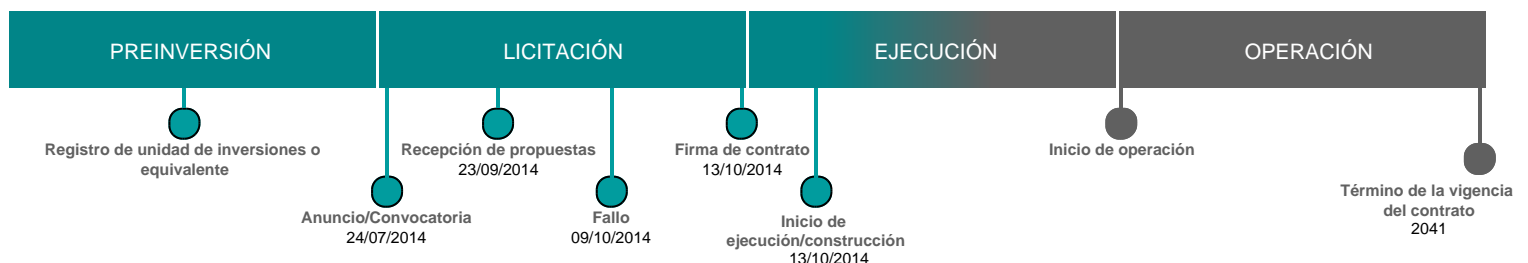 PREINVERSIÓN
LICITACIÓN
EJECUCIÓN
OPERACIÓN
Registro de unidad de inversiones o
equivalente
Anuncio/Convocatoria
24/07/2014
Recepción de propuestas
23/09/2014
Fallo
09/10/2014
Firma de contrato
13/10/2014
Inicio de
ejecución/construcción
13/10/2014
Inicio de operación
Término de la vigencia
del contrato
2041